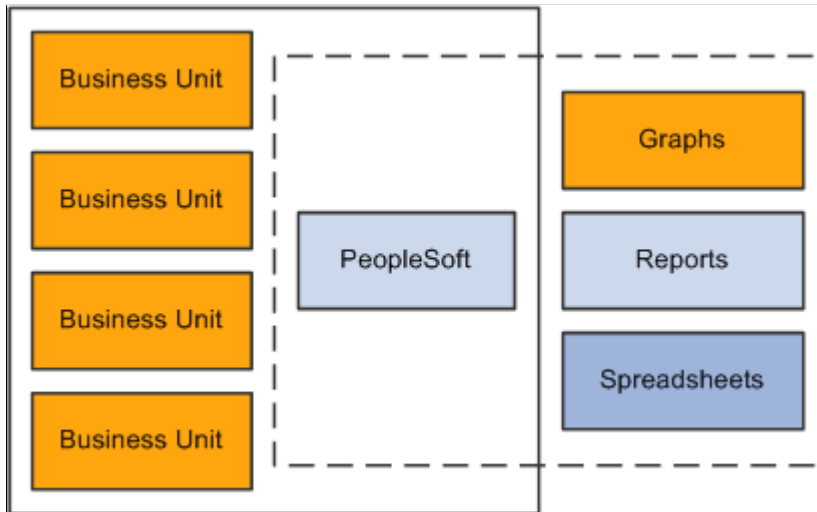 Business Unit
Business Unit
Business Unit
Business Unit
PeopleSoft
Graphs
Reports
Spreadsheets